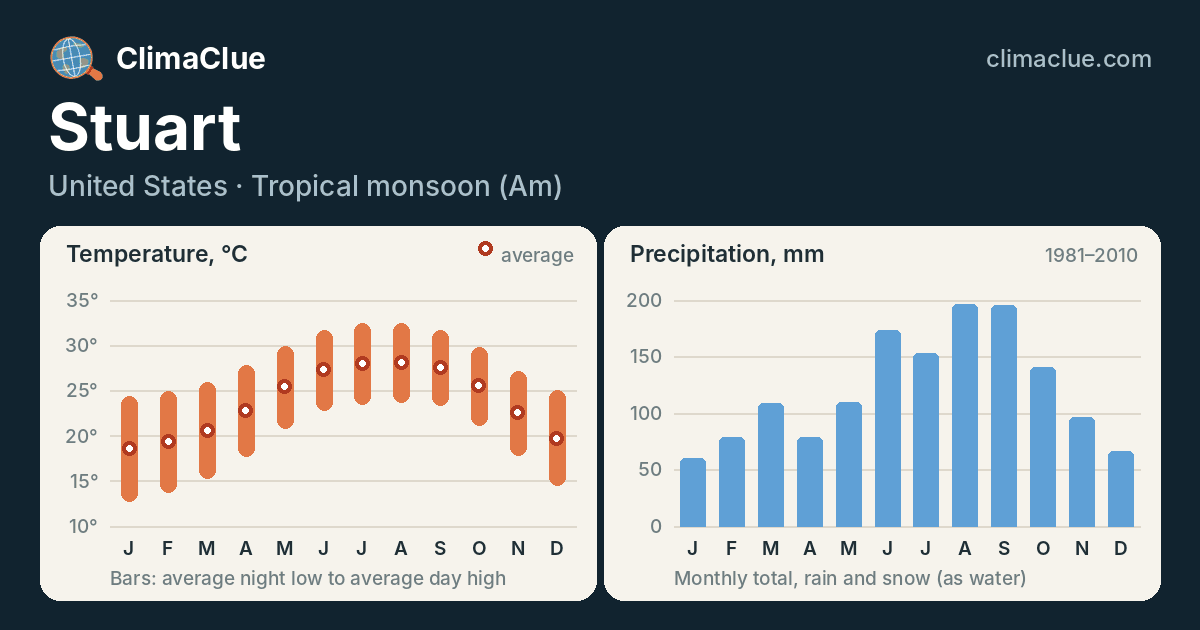 ClimaClue
climaclue.com
Stuart
United States · Tropical monsoon (Am)
Temperature, °C
average
35°
30°
25°
20°
15°
10°
J F M A M J J A S O N D
Bars: average night low to average day high
Precipitation, mm
1981–2010
200
150
100
50
0
J F M A M J J A S O N D
Monthly total, rain and snow (as water)